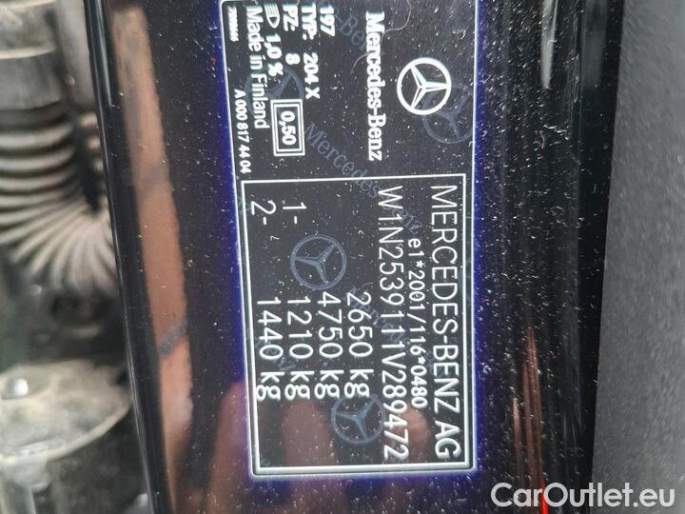 Mercedes-Benz
197
TYP: 204 X
PZ: 8
1,0 %
0,50
Made in Finland
A 000 817 44 04
MERCEDES-BENZ AG
e1*2001/116*0480
W1N2539111V289472
2650 kg
4750 kg
1- 1210 kg
2- 1440 kg
CarOutlet.eu